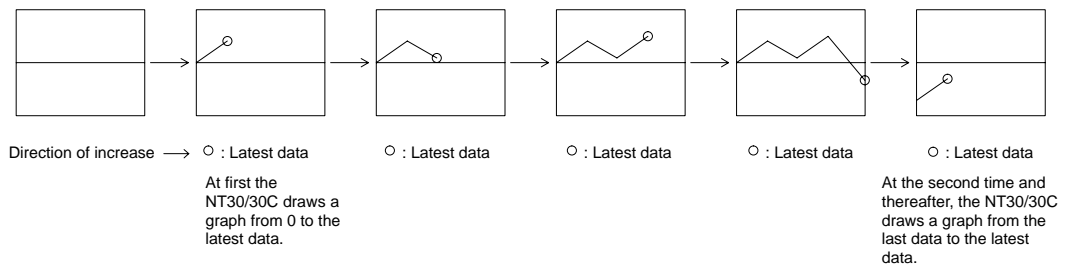 Direction of increase → ○ : Latest data ○ : Latest data ○ : Latest data ○ : Latest data ○ : Latest data
At first the
NT30/30C draws a
graph from 0 to the
latest data.
At the second time and
thereafter, the NT30/30C
draws a graph from the
last data to the latest
data.